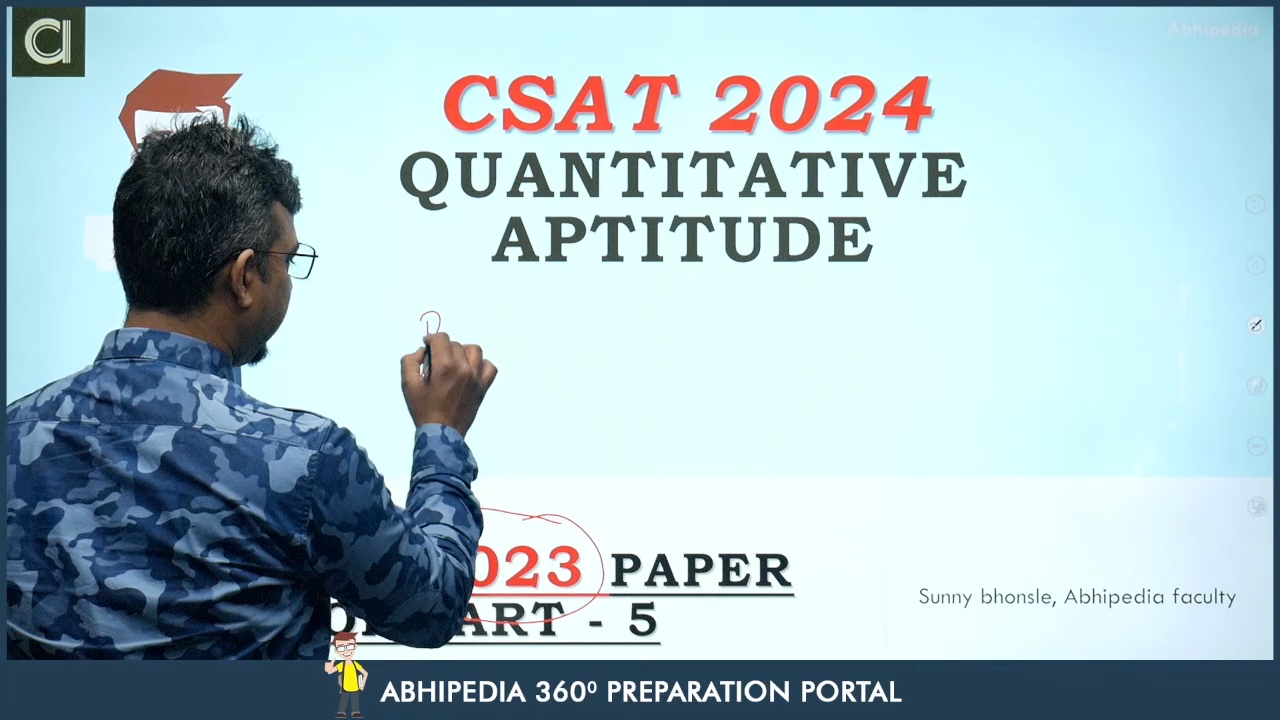 Abhipedia
CSAT 2024
QUANTITATIVE
APTITUDE
023 PAPER
ART - 5
Sunny bhonsle, Abhipedia faculty
ABHIPEDIA 360⁰ PREPARATION PORTAL